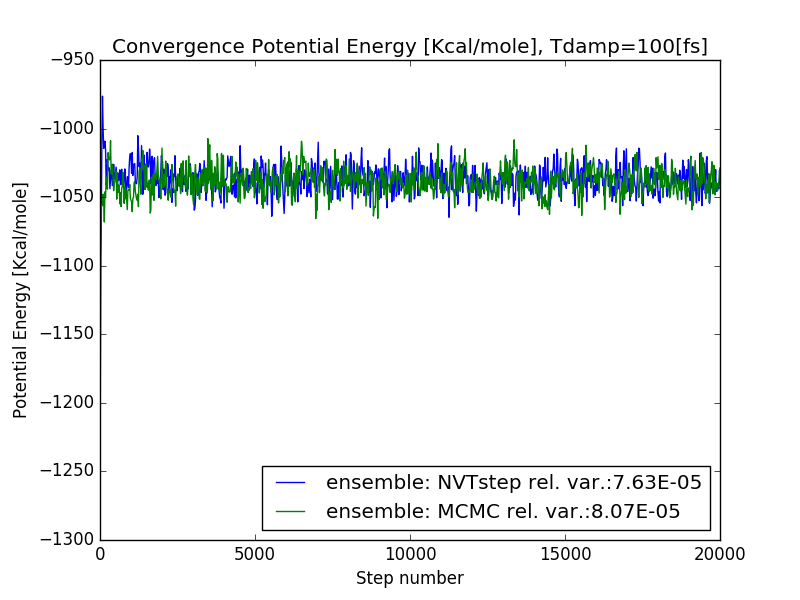 Convergence Potential Energy [Kcal/mole], Tdamp=100[fs]
Potential Energy [Kcal/mole]
−950
−1000
−1050
−1100
−1150
−1200
−1250
−1300
ensemble: NVTstep rel. var.:7.63E-05
ensemble: MCMC rel. var.:8.07E-05
0 5000 10000 15000 20000
Step number